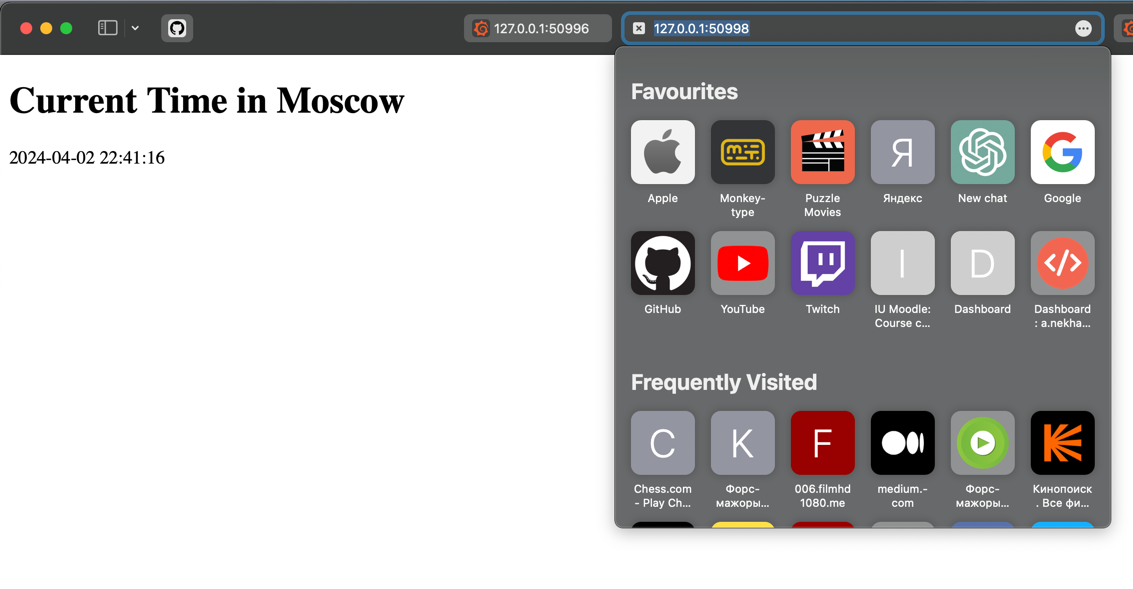 127.0.0.1:50996
127.0.0.1:50998
Current Time in Moscow
2024-04-02 22:41:16
Favourites
Apple
Monkey-
type
Puzzle
Movies
Я
Яндекс
New chat
Google
GitHub
YouTube
Twitch
I
IU Moodle:
Course c...
D
Dashboard
Dashboard
: a.nekha...
Frequently Visited
C
Chess.com
- Play Ch...
K
Форс-
мажоры...
F
006.filmhd
1080.me
medium.-
com
Форс-
мажоры...
Кинопоиск
. Все фи...